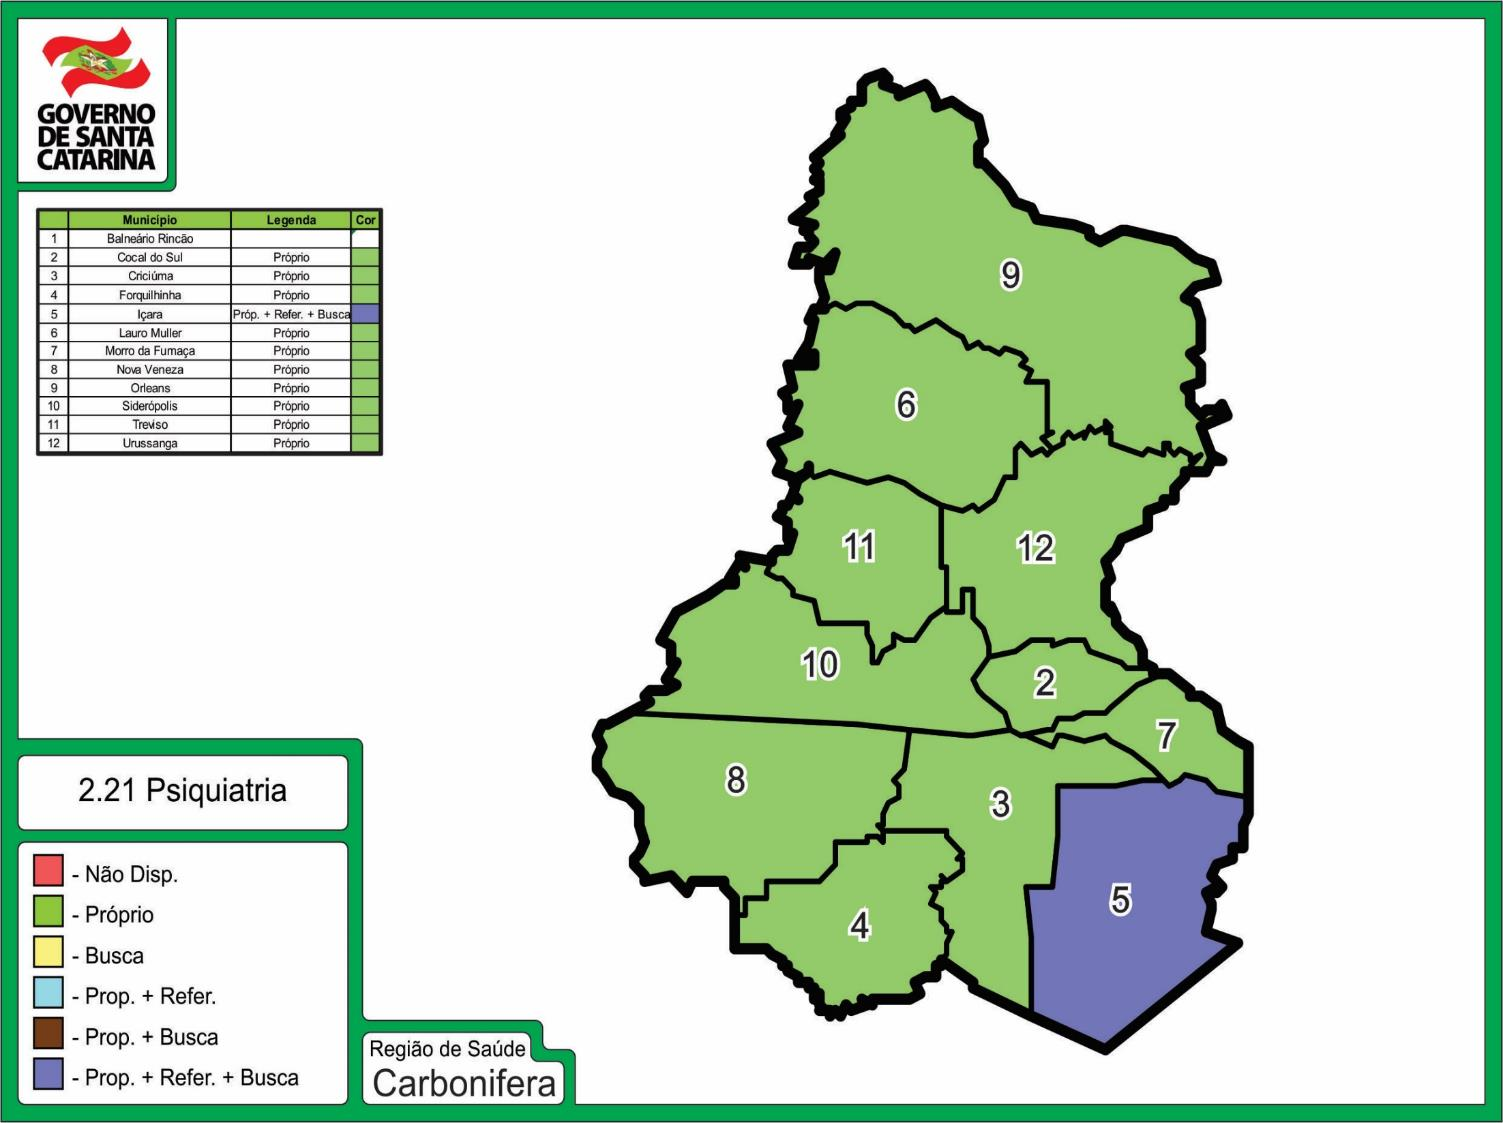 GOVERNO
DE SANTA
CATARINA
Município Legenda Cor
1 Balneário Rincão
2 Cocal do Sul Próprio
3 Criciúma Próprio
4 Forquilhinha Próprio
5 Içara Próp. + Refer. + Busca
6 Lauro Muller Próprio
7 Morro da Fumaça Próprio
8 Nova Veneza Próprio
9 Orleans Próprio
10 Siderópolis Próprio
11 Treviso Próprio
12 Urussanga Próprio
9
6
11
12
10
2
7
8
3
5
4
2.21 Psiquiatria
- Não Disp.
- Próprio
- Busca
- Prop. + Refer.
- Prop. + Busca
- Prop. + Refer. + Busca
Região de Saúde
Carbonifera